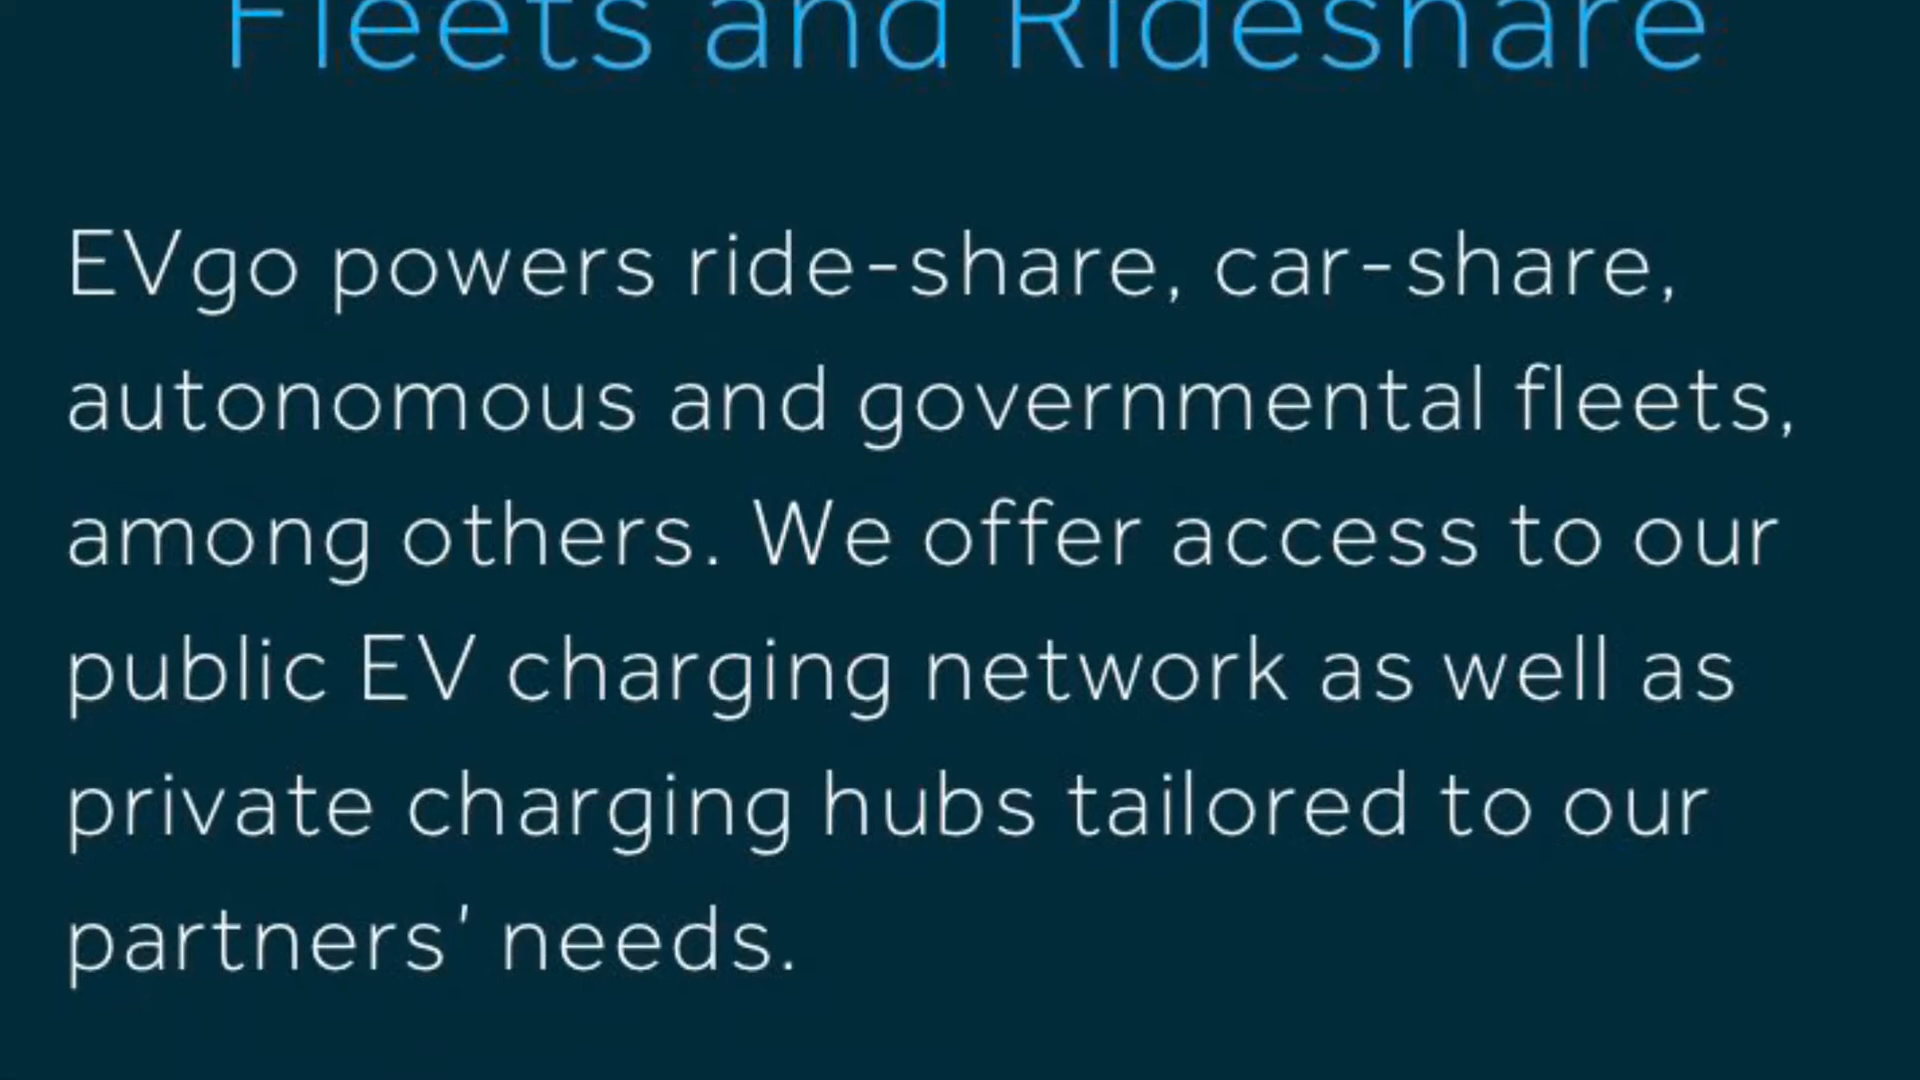 Fleets and Rideshare
EVgo powers ride-share, car-share,
autonomous and governmental fleets,
among others. We offer access to our
public EV charging network as well as
private charging hubs tailored to our
partners’ needs.